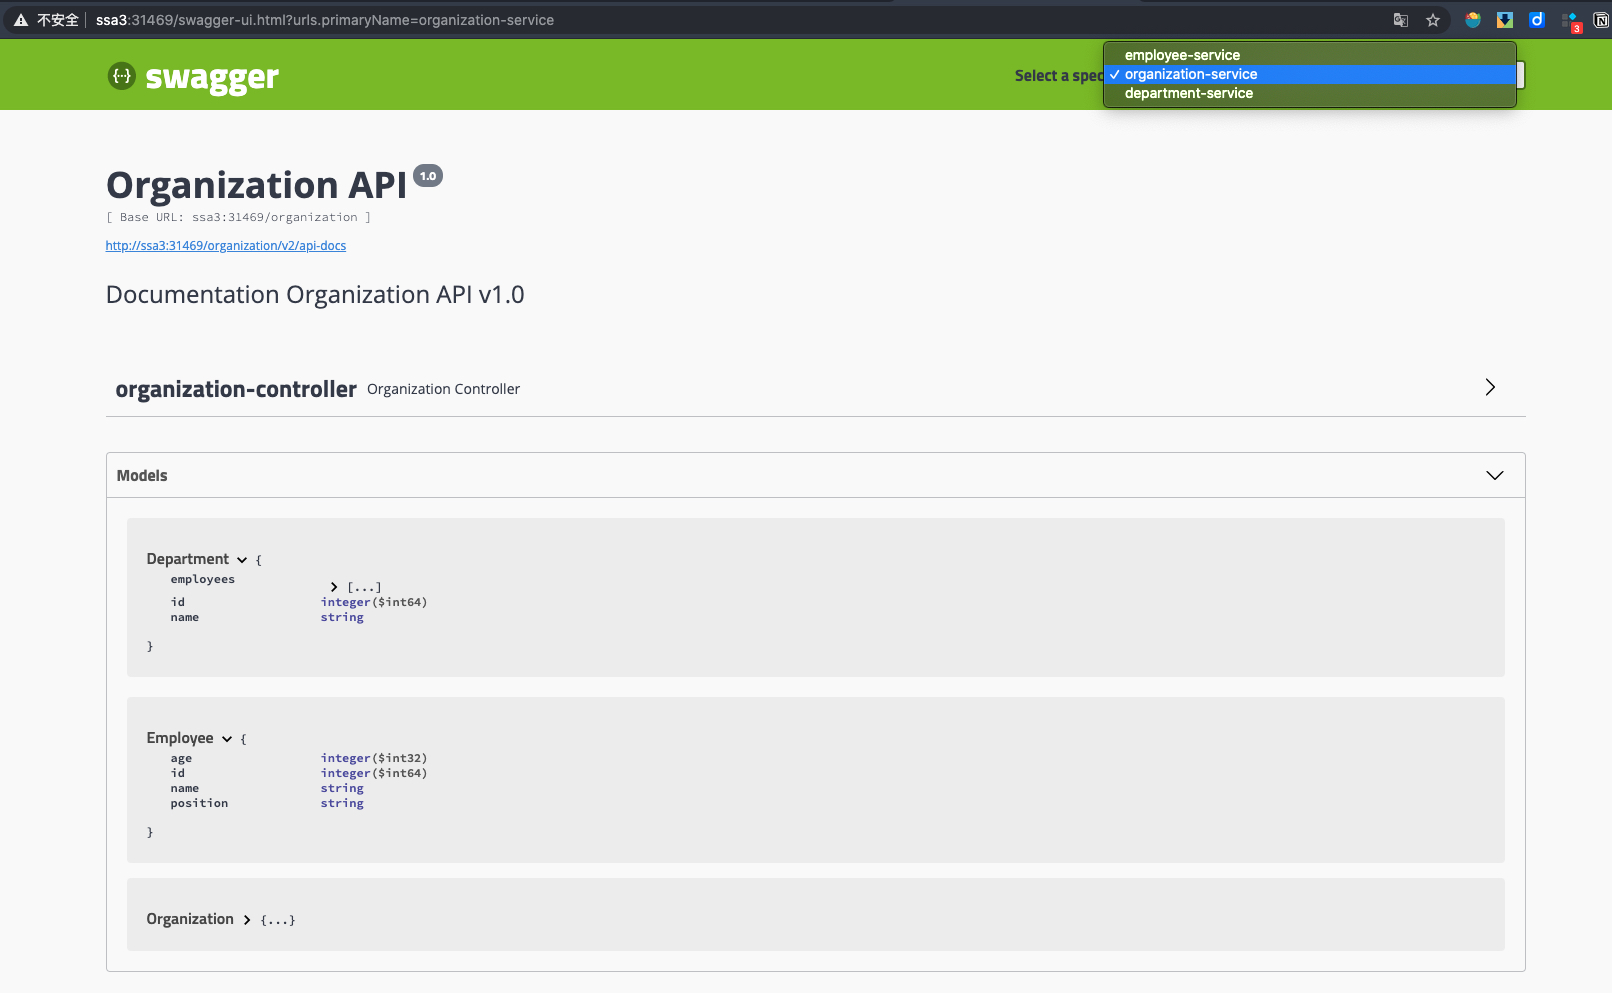 不安全 ssa3:31469/swagger-ui.html?urls.primaryName=organization-service
3
swagger
Select a spec
employee-service
✓ organization-service
department-service
Organization API 1.0
[ Base URL: ssa3:31469/organization ]
http://ssa3:31469/organization/v2/api-docs
Documentation Organization API v1.0
organization-controller Organization Controller
Models
Department {
employees [...]
id integer($int64)
name string
}
Employee {
age integer($int32)
id integer($int64)
name string
position string
}
Organization {...}